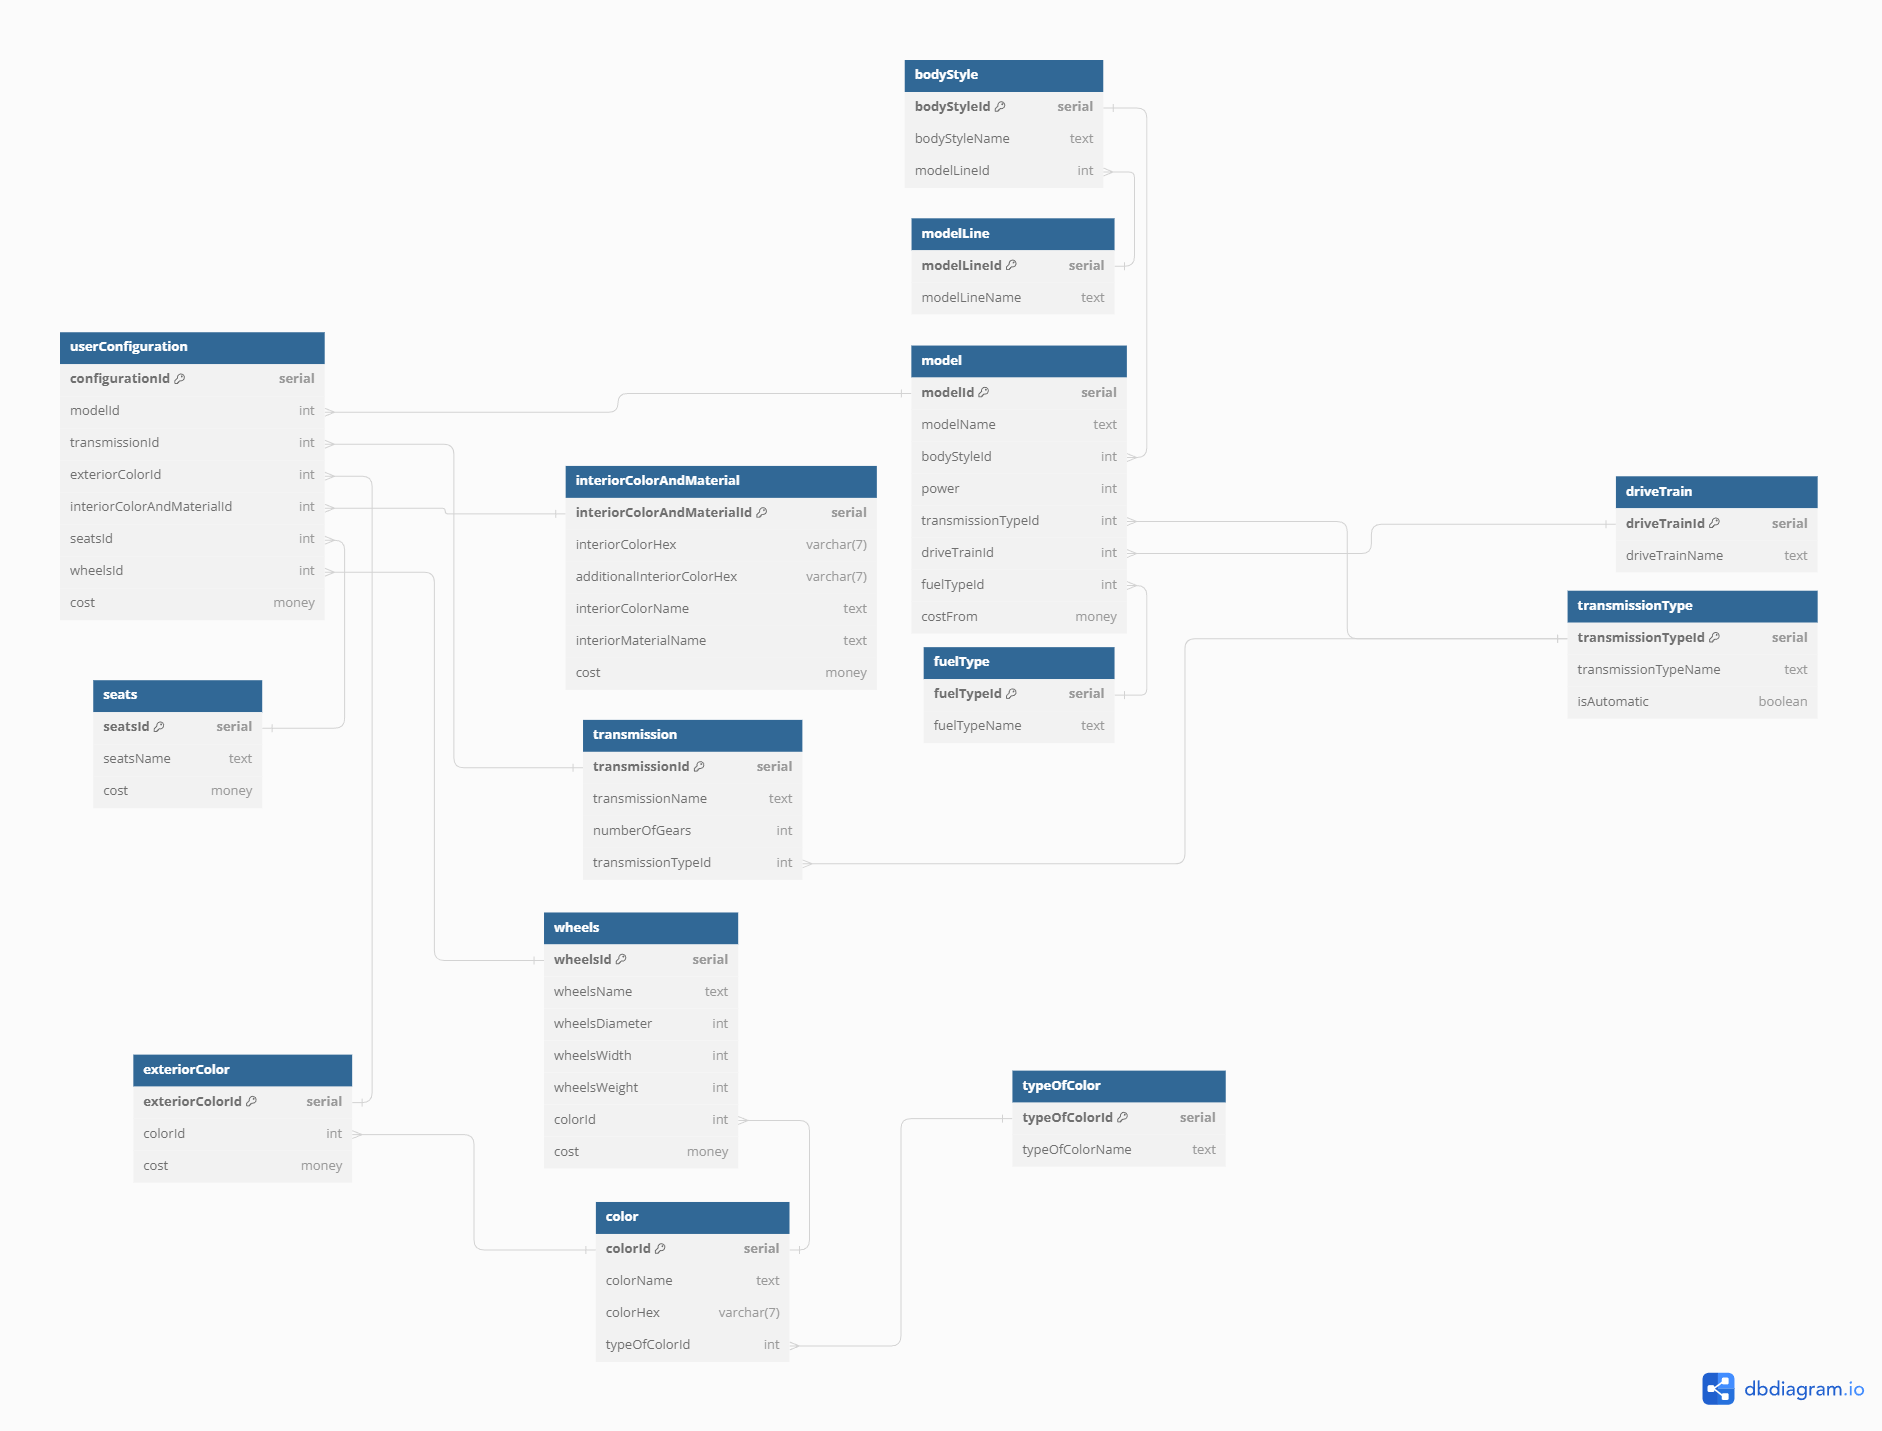 bodyStyle
bodyStyleId serial
bodyStyleName text
modelLineId int
modelLine
modelLineId serial
modelLineName text
userConfiguration
configurationId serial
modelId int
transmissionId int
exteriorColorId int
interiorColorAndMaterialId int
seatsId int
wheelsId int
cost money
model
modelId serial
modelName text
bodyStyleId int
power int
transmissionTypeId int
driveTrainId int
fuelTypeId int
costFrom money
interiorColorAndMaterial
interiorColorAndMaterialId serial
interiorColorHex varchar(7)
additionalInteriorColorHex varchar(7)
interiorColorName text
interiorMaterialName text
cost money
driveTrain
driveTrainId serial
driveTrainName text
transmissionType
transmissionTypeId serial
transmissionTypeName text
isAutomatic boolean
fuelType
fuelTypeId serial
fuelTypeName text
seats
seatsId serial
seatsName text
cost money
transmission
transmissionId serial
transmissionName text
numberOfGears int
transmissionTypeId int
wheels
wheelsId serial
wheelsName text
wheelsDiameter int
wheelsWidth int
wheelsWeight int
colorId int
cost money
exteriorColor
exteriorColorId serial
colorId int
cost money
typeOfColor
typeOfColorId serial
typeOfColorName text
color
colorId serial
colorName text
colorHex varchar(7)
typeOfColorId int
dbdiagram.io